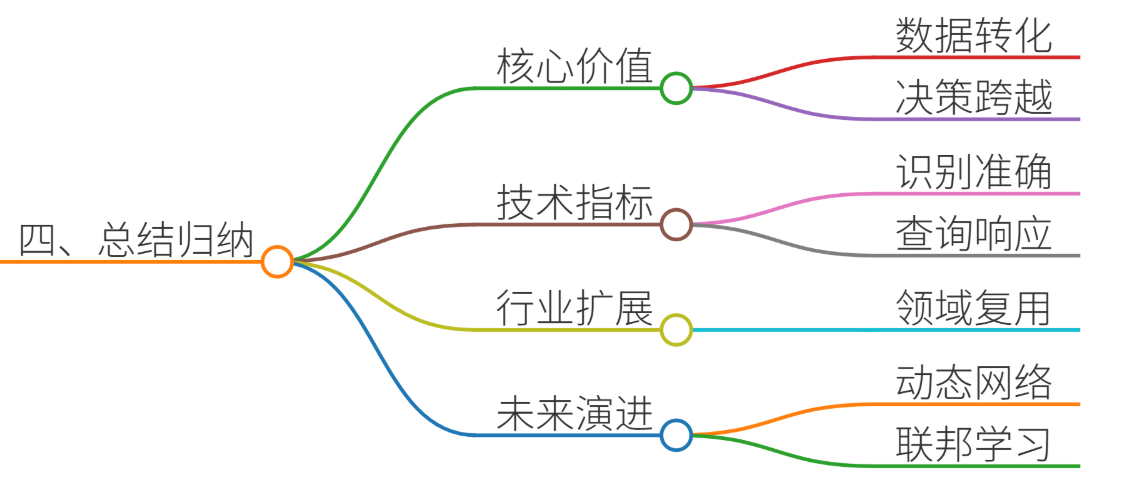 四、总结归纳
核心价值
数据转化
决策跨越
技术指标
识别准确
查询响应
行业扩展
领域复用
未来演进
动态网络
联邦学习